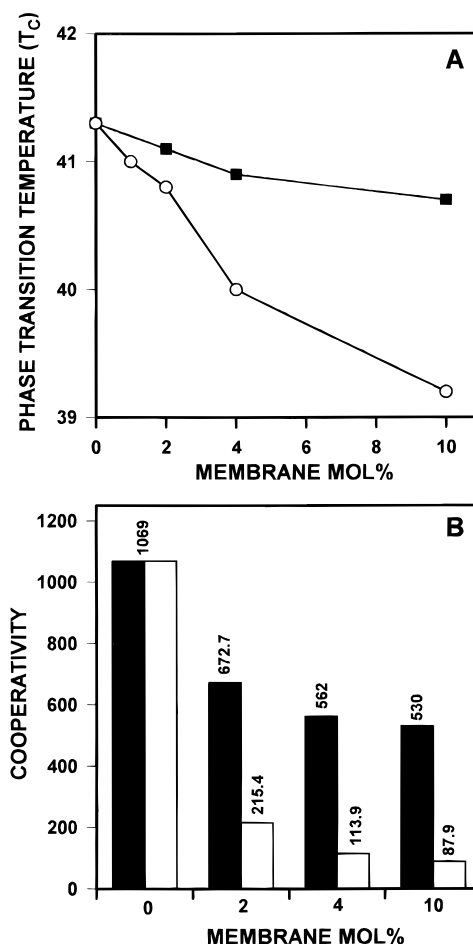 42
A
41
40
39
PHASE TRANSITION TEMPERATURE (TC)
0 2 4 6 8 10
MEMBRANE MOL%
B
1200
1000
800
600
400
200
0
COOPERATIVITY
1069
672.7
215.4
562
113.9
530
87.9
0 2 4 10
MEMBRANE MOL%